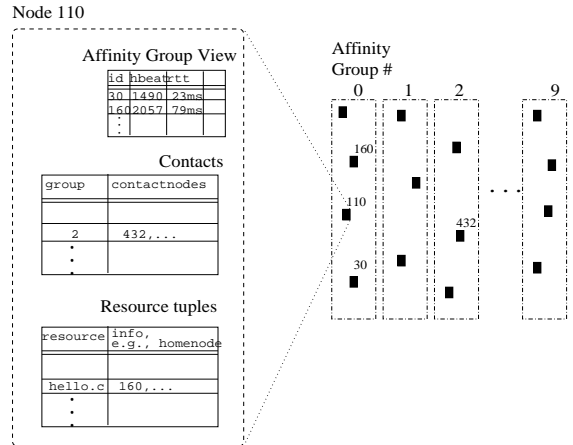 Node 110
Affinity Group View
id hbeat rtt
30 1490 23ms
160 2057 79ms
Contacts
group contactnodes
2 432,...
Resource tuples
resource info,
e.g., homenode
hello.c 160,...
Affinity
Group #
0 1 2 9
160
110
432
30
. . .